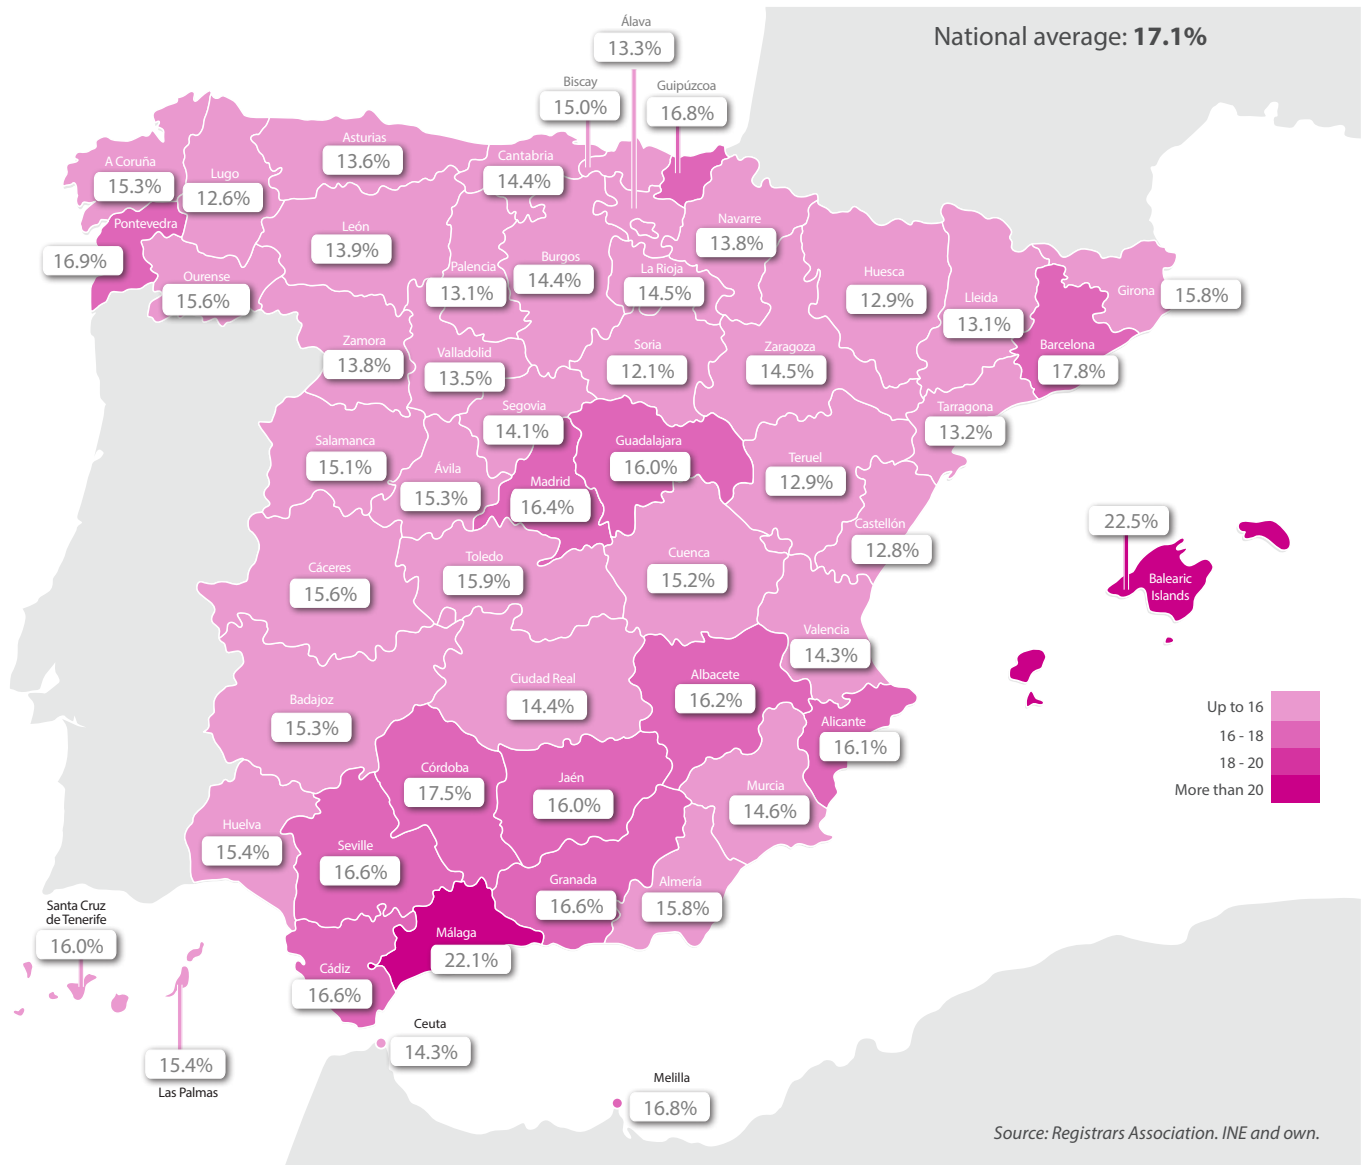 National average: 17.1%
Álava
13.3%
Biscay
15.0%
Guipúzcoa
16.8%
Asturias
13.6%
Cantabria
14.4%
A Coruña
15.3%
Lugo
12.6%
Pontevedra
16.9%
Ourense
15.6%
León
13.9%
Palencia
13.1%
Burgos
14.4%
La Rioja
14.5%
Navarre
13.8%
Huesca
12.9%
Lleida
13.1%
Girona
15.8%
Barcelona
17.8%
Zamora
13.8%
Valladolid
13.5%
Soria
12.1%
Zaragoza
14.5%
Tarragona
13.2%
Segovia
14.1%
Salamanca
15.1%
Ávila
15.3%
Madrid
16.4%
Guadalajara
16.0%
Teruel
12.9%
Castellón
12.8%
22.5%
Balearic
Islands
Cáceres
15.6%
Toledo
15.9%
Cuenca
15.2%
Valencia
14.3%
Badajoz
15.3%
Ciudad Real
14.4%
Albacete
16.2%
Alicante
16.1%
Up to 16
16 - 18
18 - 20
More than 20
Córdoba
17.5%
Jaén
16.0%
Murcia
14.6%
Huelva
15.4%
Seville
16.6%
Granada
16.6%
Almería
15.8%
Málaga
22.1%
Cádiz
16.6%
Santa Cruz
de Tenerife
16.0%
15.4%
Las Palmas
Ceuta
14.3%
Melilla
16.8%
Source: Registrars Association. INE and own.